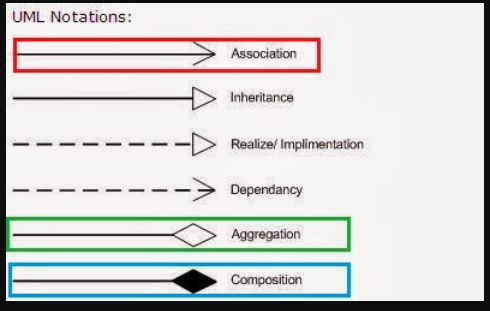 UML Notations:
Association
Inheritance
Realize/ Implimentation
Dependancy
Aggregation
Composition